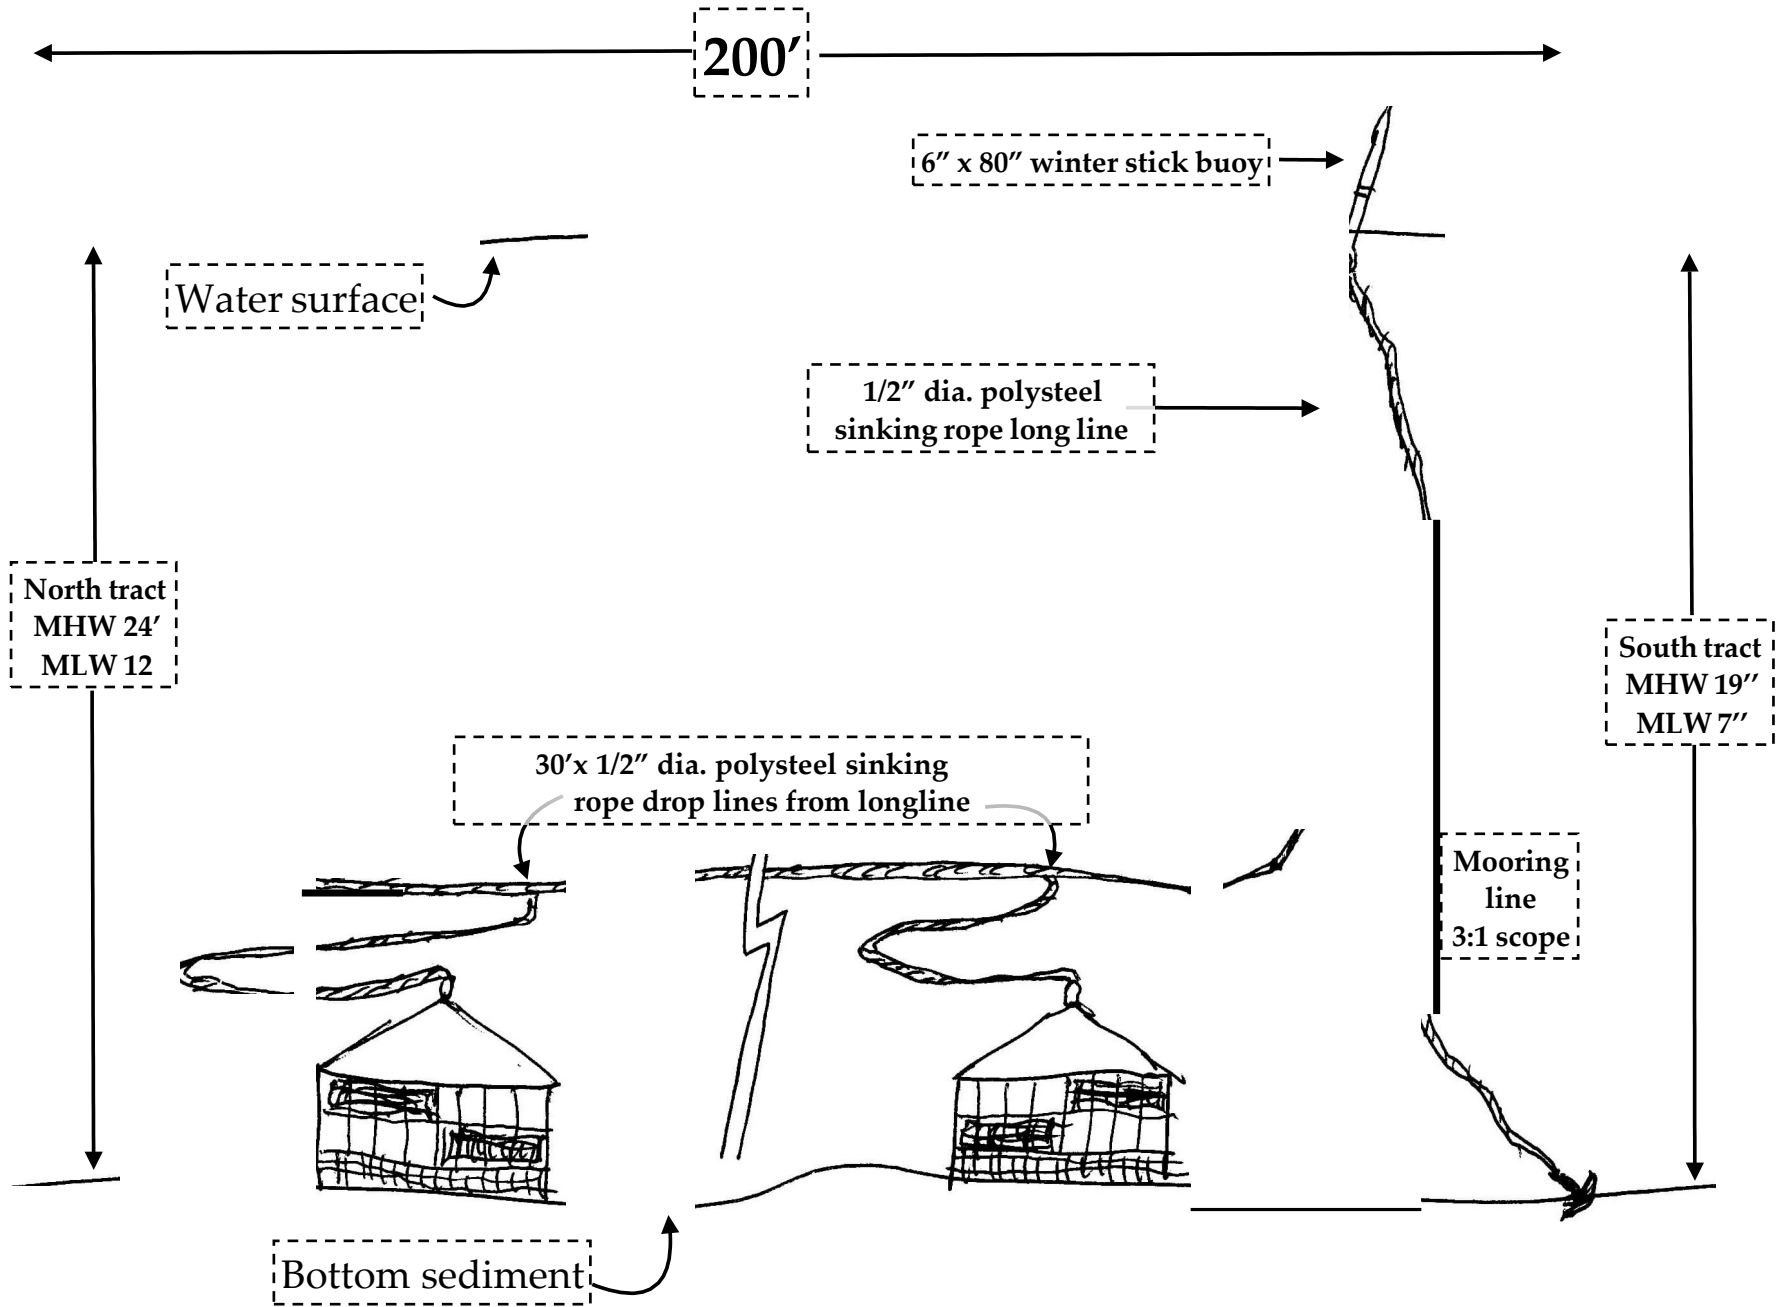 200′
6″ x 80″ winter stick buoy
Water surface
1/2″ dia. polysteel
sinking rope long line
North tract
MHW 24′
MLW 12
South tract
MHW 19′′
MLW 7′′
30′x 1/2″ dia. polysteel sinking
rope drop lines from longline
Mooring
line
3:1 scope
Bottom sediment